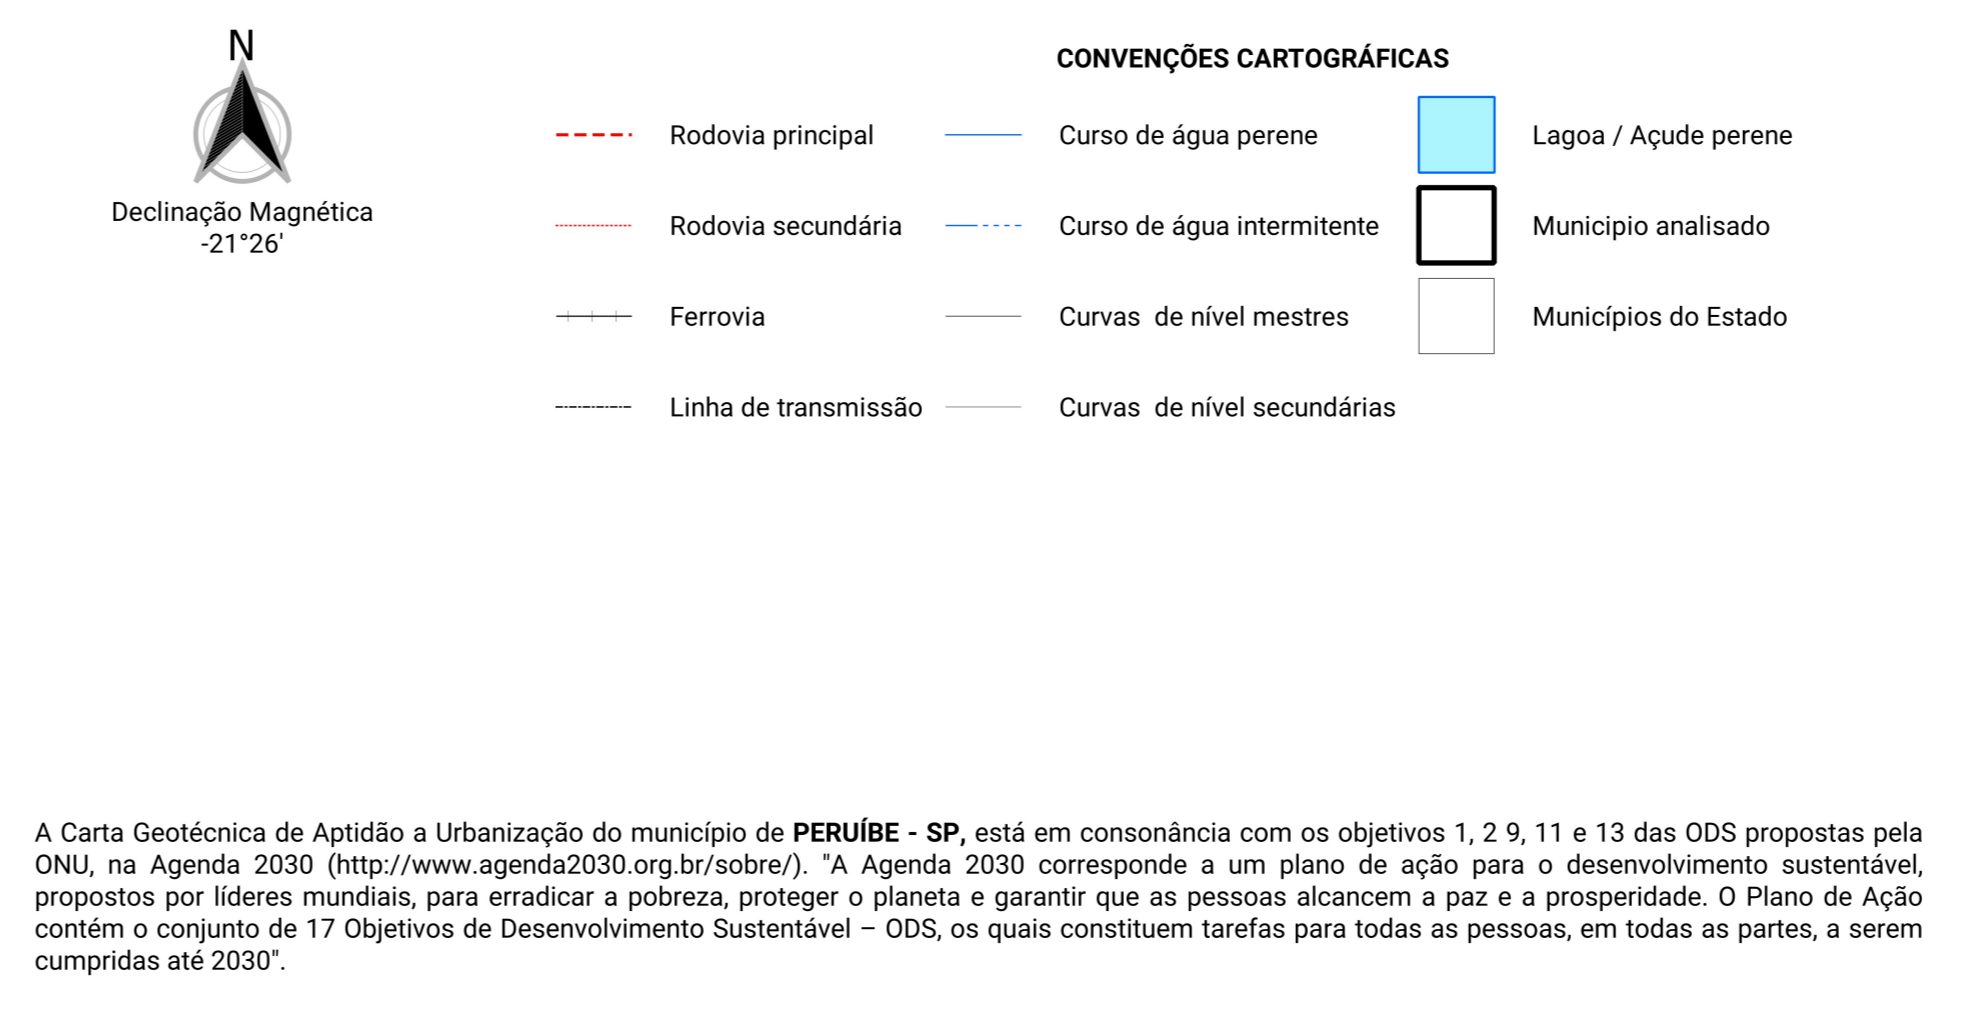 N
Declinação Magnética
-21°26'
CONVENÇÕES CARTOGRÁFICAS
Rodovia principal
Rodovia secundária
Ferrovia
Linha de transmissão
Curso de água perene
Curso de água intermitente
Curvas  de nível mestres
Curvas  de nível secundárias
Lagoa / Açude perene
Municipio analisado
Municípios do Estado
A Carta Geotécnica de Aptidão a Urbanização do município de PERUÍBE - SP, está em consonância com os objetivos 1, 2 9, 11 e 13 das ODS propostas pela
ONU, na Agenda 2030 (http://www.agenda2030.org.br/sobre/). "A Agenda 2030 corresponde a um plano de ação para o desenvolvimento sustentável,
propostos por líderes mundiais, para erradicar a pobreza, proteger o planeta e garantir que as pessoas alcancem a paz e a prosperidade. O Plano de Ação
contém o conjunto de 17 Objetivos de Desenvolvimento Sustentável – ODS, os quais constituem tarefas para todas as pessoas, em todas as partes, a serem
cumpridas até 2030".